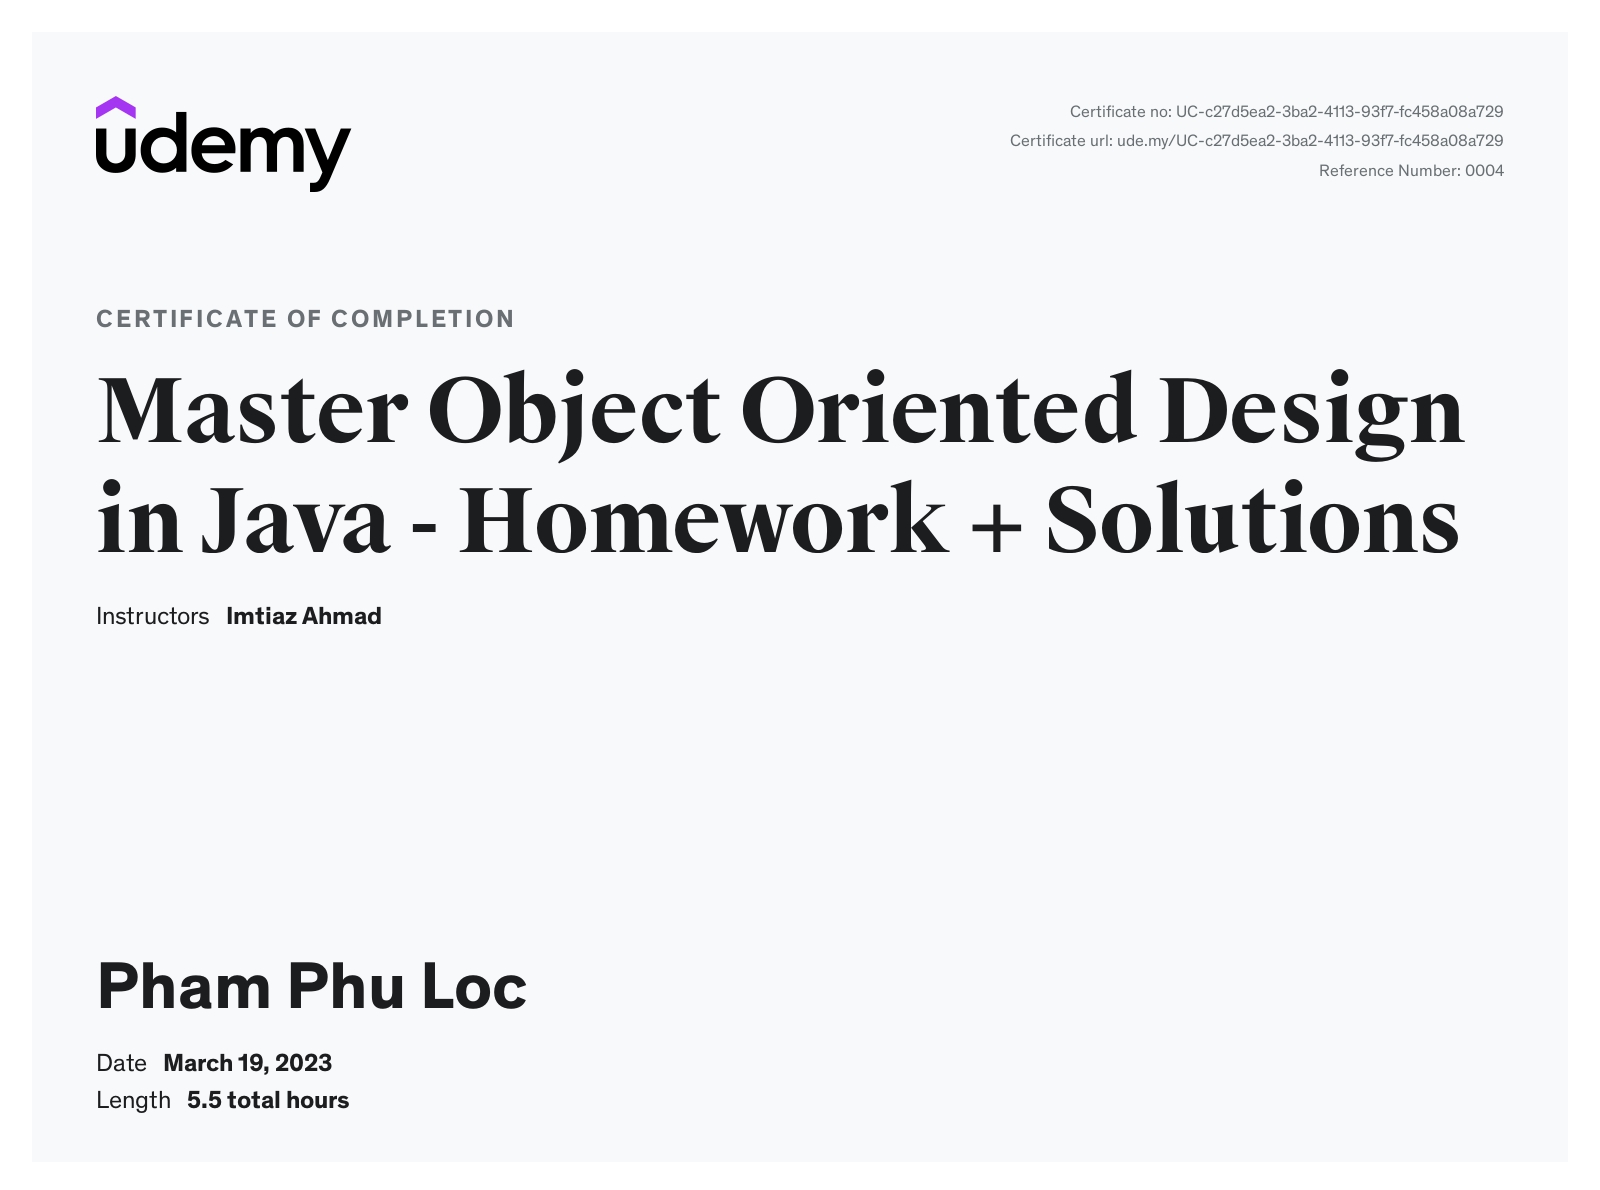 udemy
Certificate no: UC-c27d5ea2-3ba2-4113-93f7-fc458a08a729
Certificate url: ude.my/UC-c27d5ea2-3ba2-4113-93f7-fc458a08a729
Reference Number: 0004
CERTIFICATE OF COMPLETION
Master Object Oriented Design
in Java - Homework + Solutions
Instructors Imtiaz Ahmad
Pham Phu Loc
Date March 19, 2023
Length 5.5 total hours